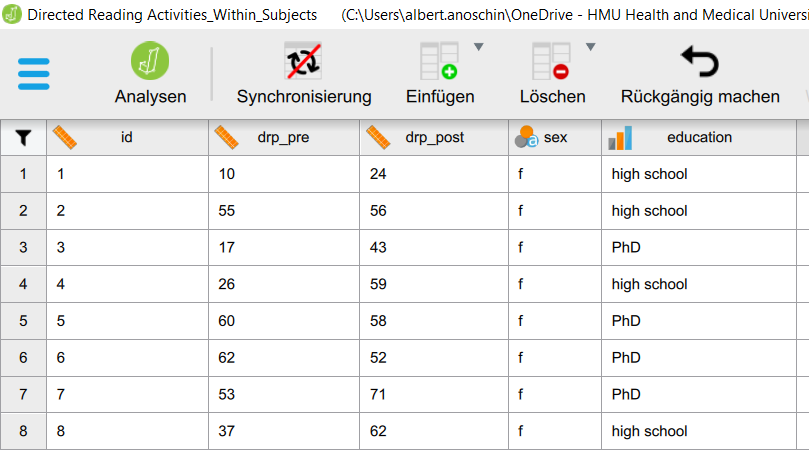 Directed Reading Activities_Within_Subjects (C:\Users\albert.anoschin\OneDrive - HMU Health and Medical Universi
Analysen Synchronisierung Einfügen Löschen Rückgängig machen
id drp_pre drp_post sex education
1 1 10 24 f high school
2 2 55 56 f high school
3 3 17 43 f PhD
4 4 26 59 f high school
5 5 60 58 f PhD
6 6 62 52 f PhD
7 7 53 71 f PhD
8 8 37 62 f high school